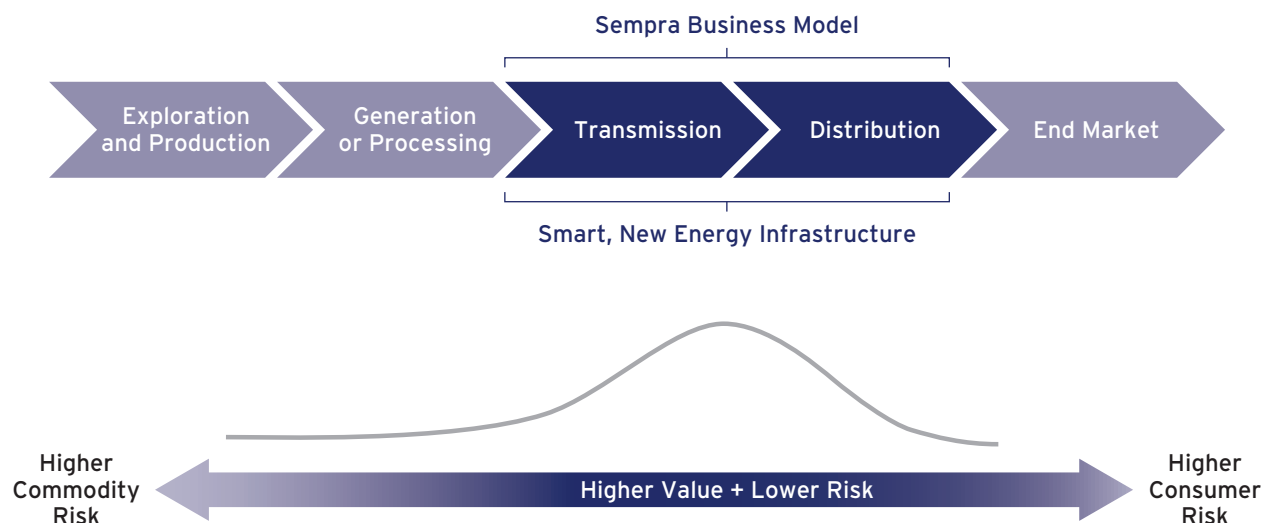 Sempra Business Model
Exploration
and Production
Generation
or Processing
Transmission
Distribution
End Market
Smart, New Energy Infrastructure
Higher
Commodity
Risk
Higher Value + Lower Risk
Higher
Consumer
Risk